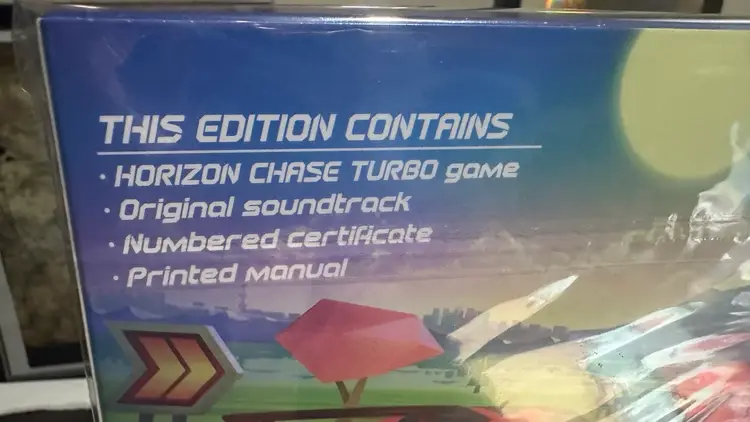 THIS EDITION CONTAINS
· HORIZON CHASE TURBO game
· Original soundtrack
· Numbered certificate
· Printed manual